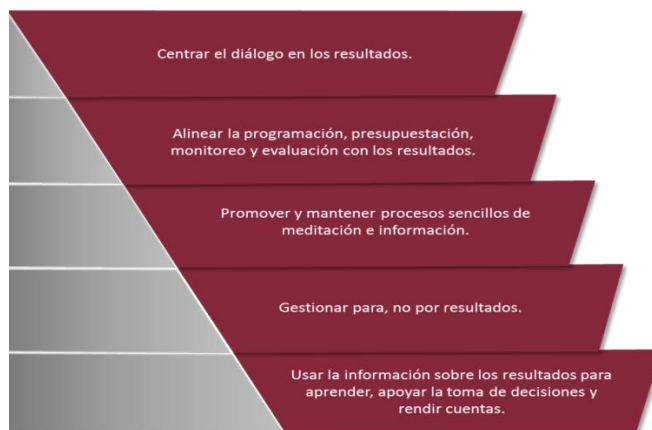 Centrar el diálogo en los resultados.
Alinear la programación, presupuestación,
monitoreo y evaluación con los resultados.
Promover y mantener procesos sencillos de
meditación e información.
Gestionar para, no por resultados.
Usar la información sobre los resultados para
aprender, apoyar la toma de decisiones y
rendir cuentas.